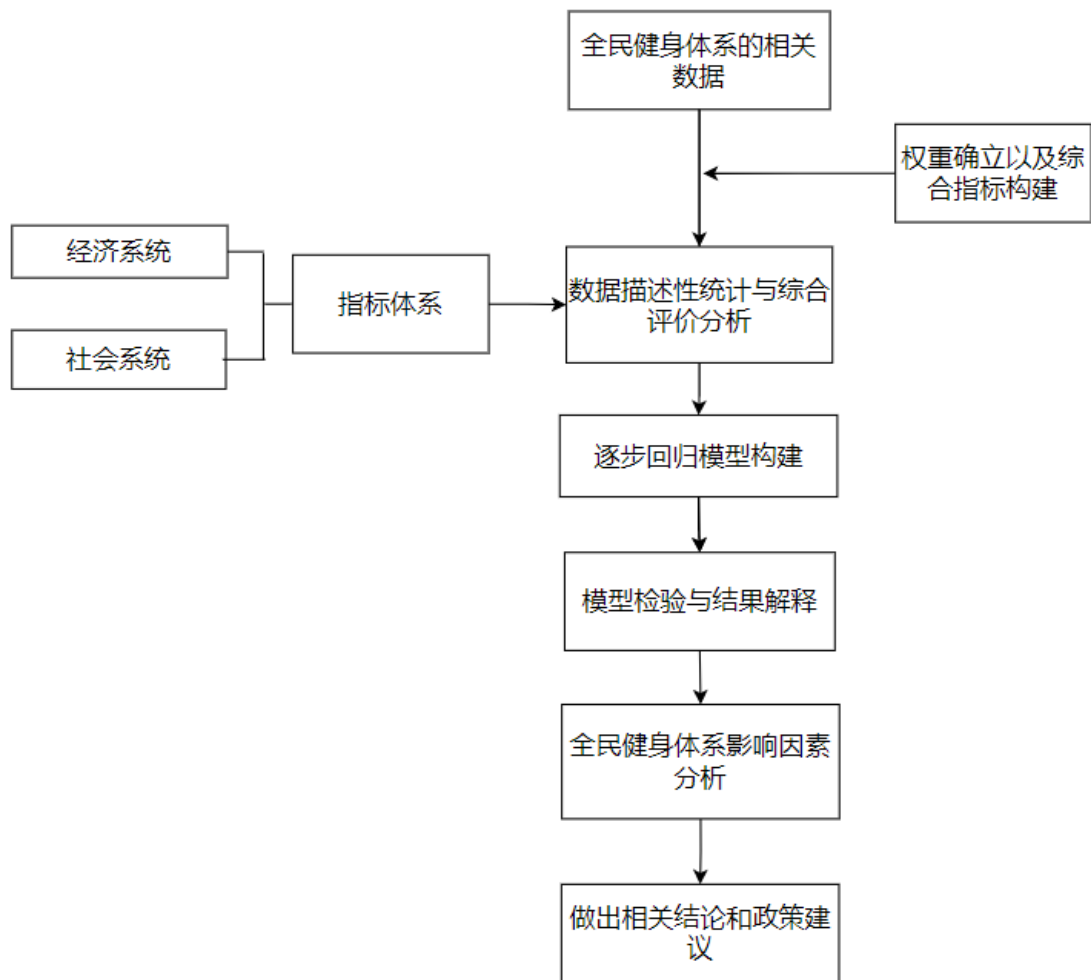 全民健身体系的相关
数据
权重确立以及综
合指标构建
经济系统
指标体系
社会系统
数据描述性统计与综合
评价分析
逐步回归模型构建
模型检验与结果解释
全民健身体系影响因素
分析
做出相关结论和政策建
议